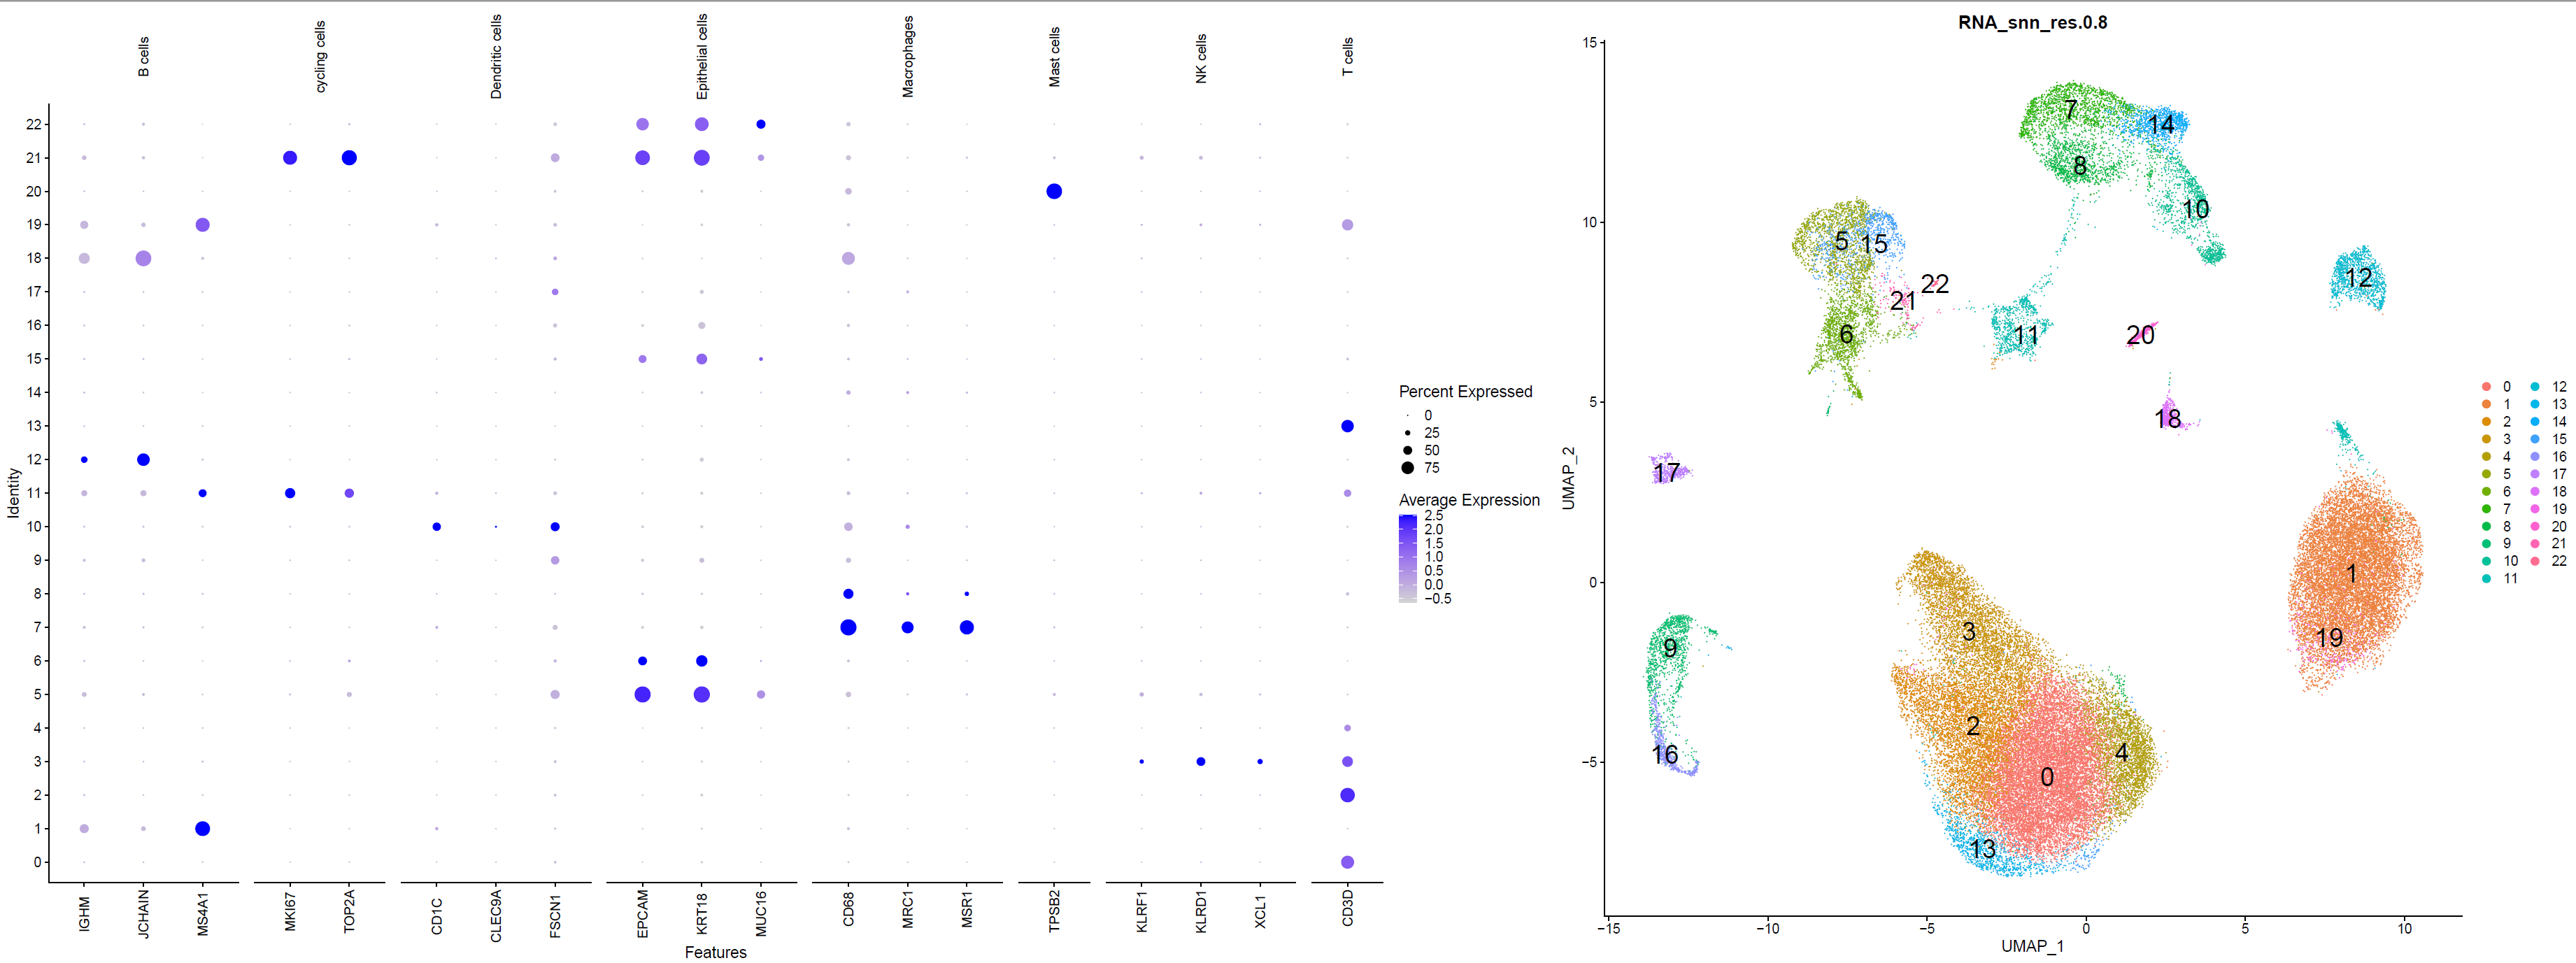 B cells
cycling cells
Dendritic cells
Epithelial cells
Macrophages
Mast cells
NK cells
T cells
22
21
20
19
18
17
16
15
14
13
12
11
10
9
8
7
6
5
4
3
2
1
0
Identity
IGHM
JCHAIN
MS4A1
MKI67
TOP2A
CD1C
CLEC9A
FSCN1
EPCAM
KRT18
MUC16
CD68
MRC1
MSR1
TPSB2
KLRF1
KLRD1
XCL1
CD3D
Features
Percent Expressed
0
25
50
75
Average Expression
2.5
2.0
1.5
1.0
0.5
0.0
−0.5
RNA_snn_res.0.8
15
10
5
0
−5
UMAP_2
7
14
8
10
5
15
12
22
21
6
11
20
18
17
1
3
19
9
2
16
4
0
13
−15
−10
−5
0
5
10
UMAP_1
0 12
1 13
2 14
3 15
4 16
5 17
6 18
7 19
8 20
9 21
10 22
11